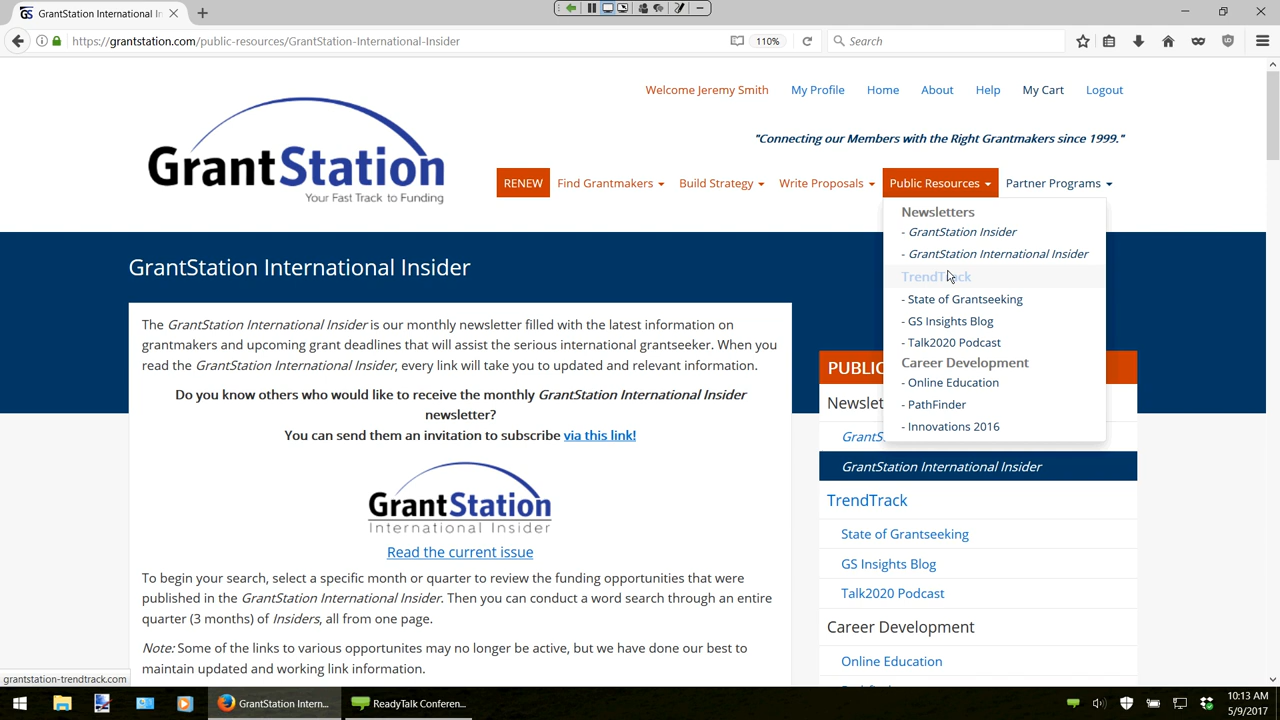 GrantStation International In
https://grantstation.com/public-resources/GrantStation-International-Insider
110%
Search
Welcome Jeremy Smith
My Profile
Home
About
Help
My Cart
Logout
"Connecting our Members with the Right Grantmakers since 1999."
GrantStation
Your Fast Track to Funding
RENEW
Find Grantmakers
Build Strategy
Write Proposals
Public Resources
Partner Programs
Newsletters
- GrantStation Insider
- GrantStation International Insider
TrendTrack
- State of Grantseeking
- GS Insights Blog
- Talk2020 Podcast
Career Development
- Online Education
- PathFinder
- Innovations 2016
GrantStation International Insider
The GrantStation International Insider is our monthly newsletter filled with the latest information on
grantmakers and upcoming grant deadlines that will assist the serious international grantseeker. When you
read the GrantStation International Insider, every link will take you to updated and relevant information.
Do you know others who would like to receive the monthly GrantStation International Insider
newsletter?
You can send them an invitation to subscribe via this link!
GrantStation
International Insider
Read the current issue
To begin your search, select a specific month or quarter to review the funding opportunities that were
published in the GrantStation International Insider. Then you can conduct a word search through an entire
quarter (3 months) of Insiders, all from one page.
Note: Some of the links to various opportunites may no longer be active, but we have done our best to
maintain updated and working link information.
PUBLIC
Newslet
GrantS
GrantStation International Insider
TrendTrack
State of Grantseeking
GS Insights Blog
Talk2020 Podcast
Career Development
Online Education
grantstation-trendtrack.com
GrantStation Intern...
ReadyTalk Conferen...
10:13 AM
5/9/2017